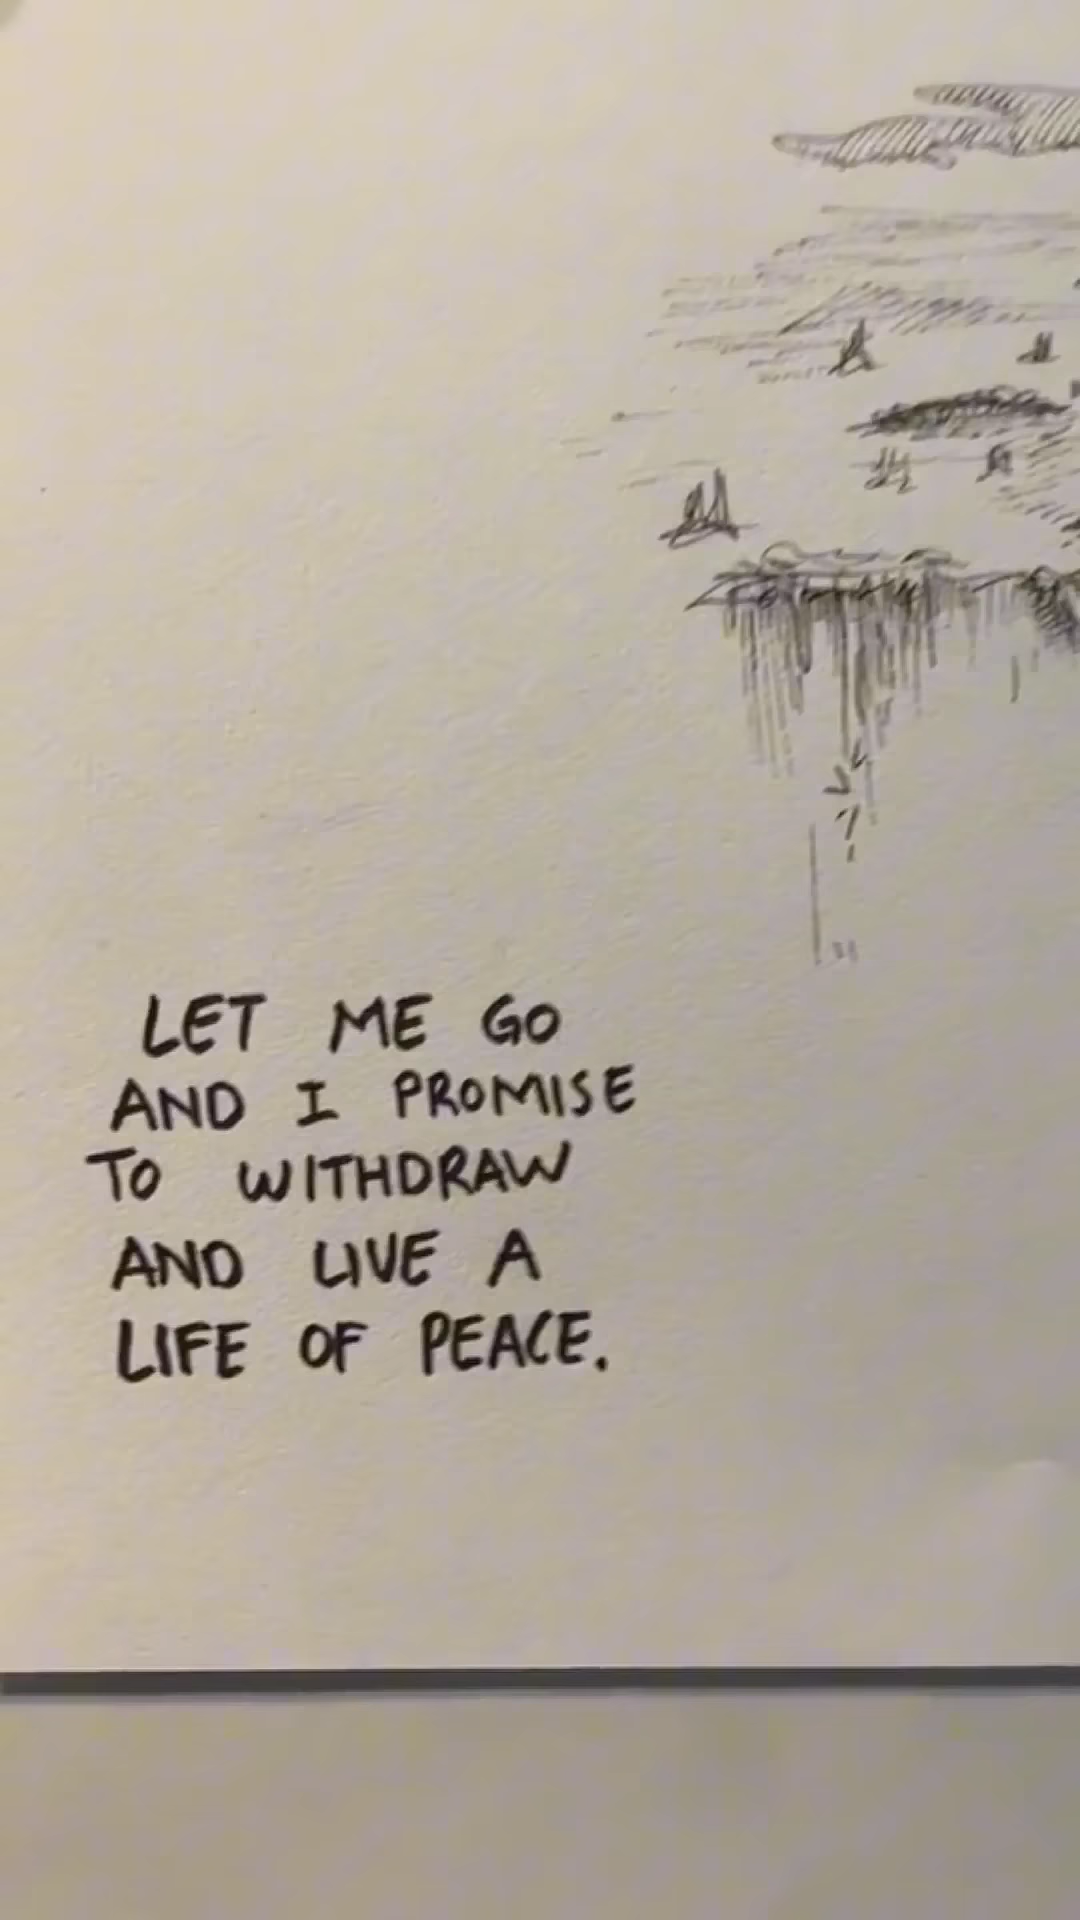 LET ME GO
AND I PROMISE
TO WITHDRAW
AND LIVE A
LIFE OF PEACE.